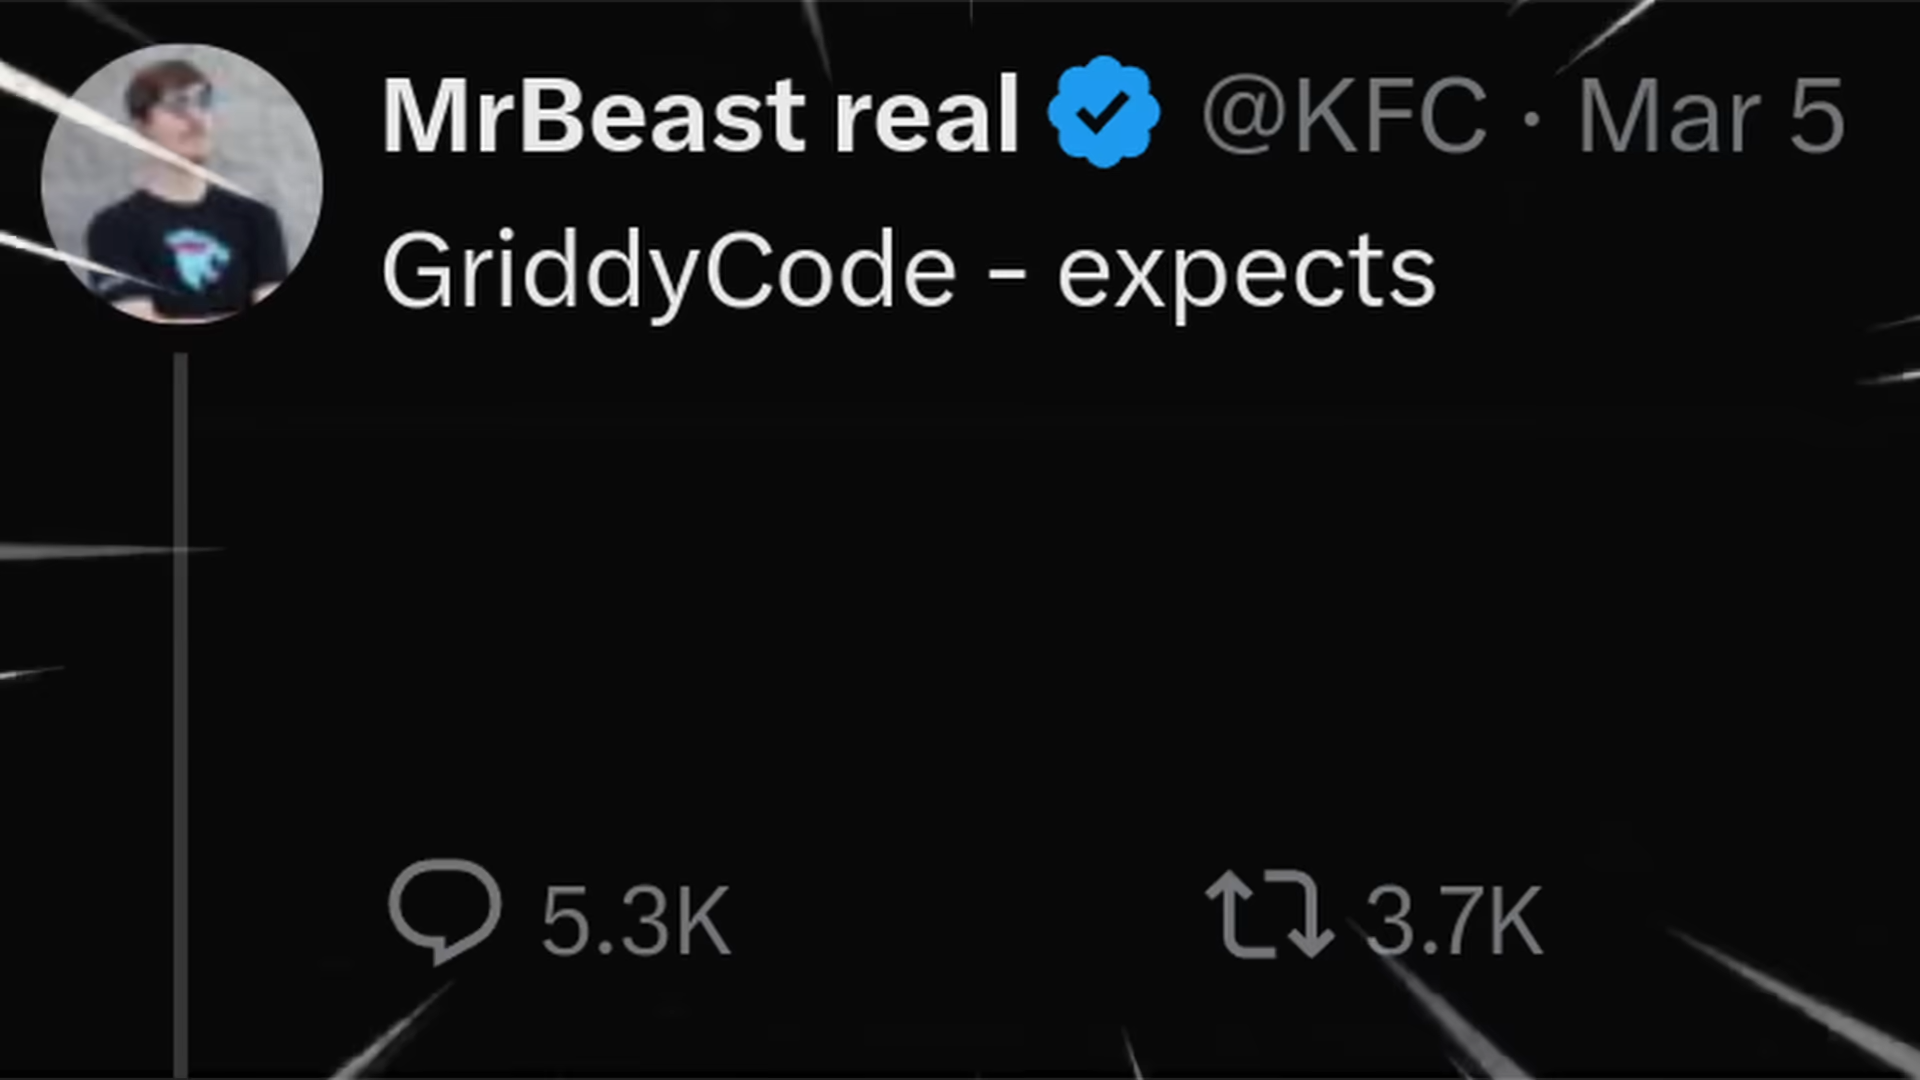 MrBeast real @KFC · Mar 5
GriddyCode - expects
5.3K 3.7K